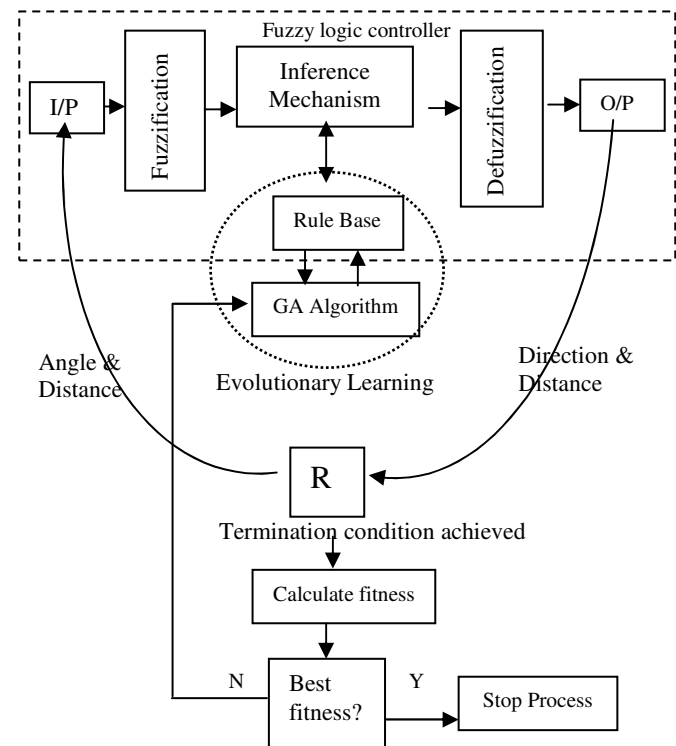 Fuzzy logic controller
I/P
Fuzzification
Inference
Mechanism
Defuzzification
O/P
Rule Base
GA Algorithm
Evolutionary Learning
Angle &
Distance
Direction &
Distance
R
Termination condition achieved
Calculate fitness
N
Best
fitness?
Y
Stop Process